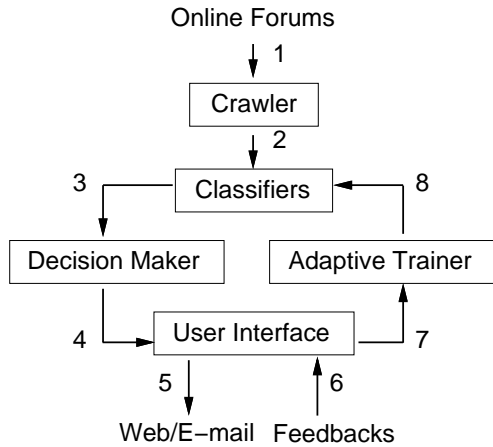 Online Forums
1
Crawler
2
3
Classifiers
8
Decision Maker
Adaptive Trainer
4
User Interface
7
5
6
Web/E−mail
Feedbacks